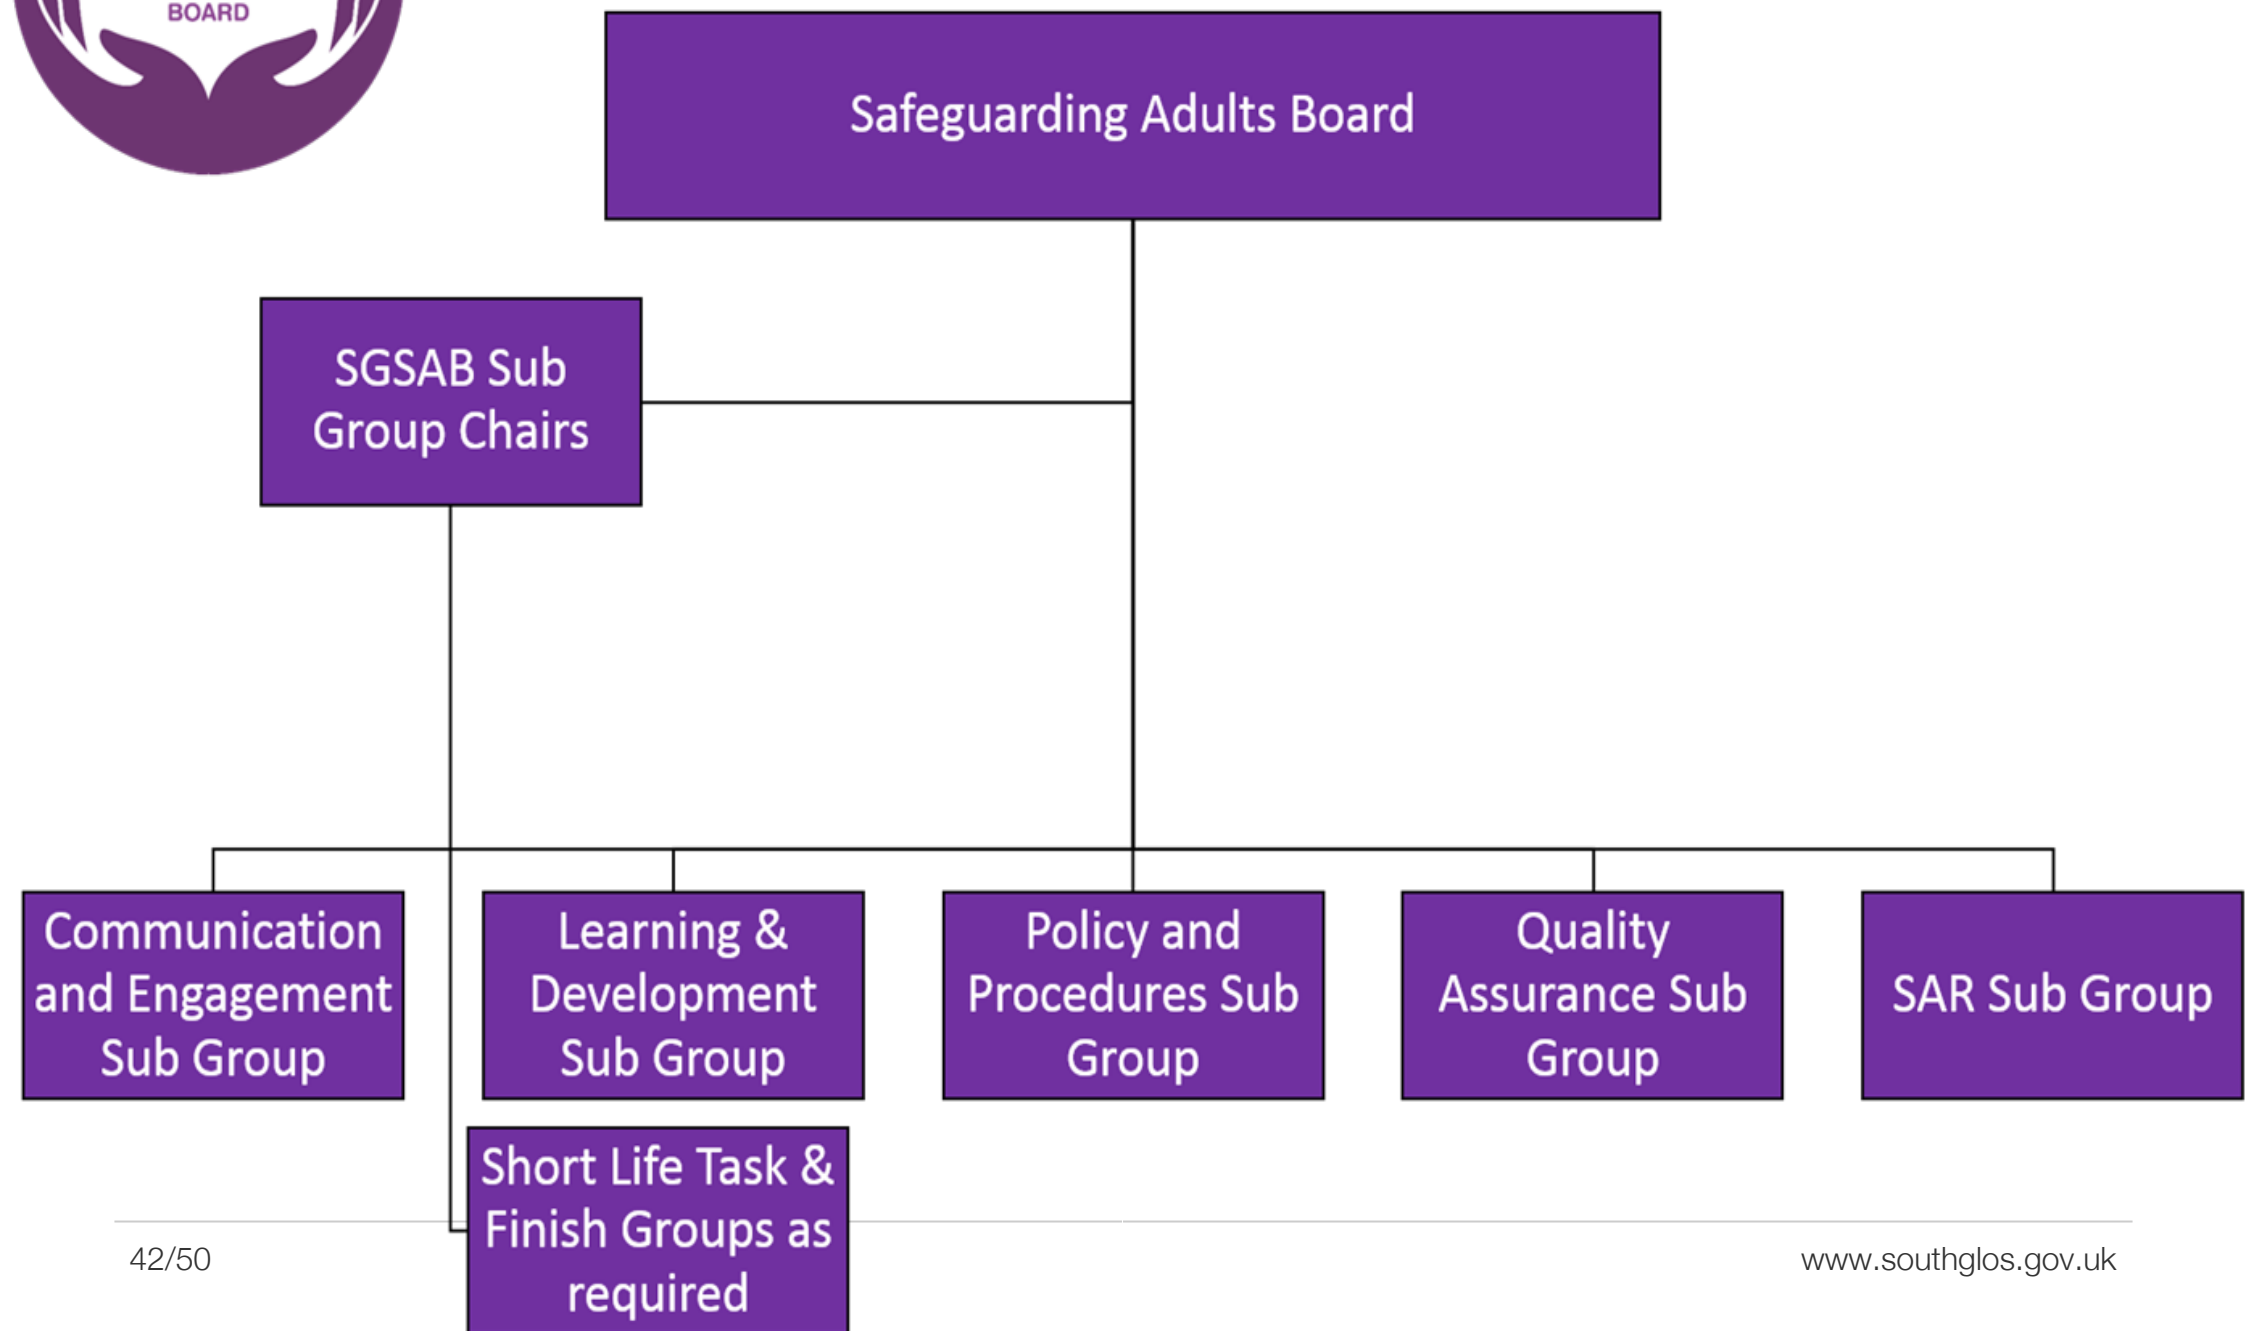 BOARD
Safeguarding Adults Board
SGSAB Sub
Group Chairs
Communication
and Engagement
Sub Group
Learning &
Development
Sub Group
Policy and
Procedures Sub
Group
Quality
Assurance Sub
Group
SAR Sub Group
Short Life Task &
Finish Groups as
required
42/50
www.southglos.gov.uk